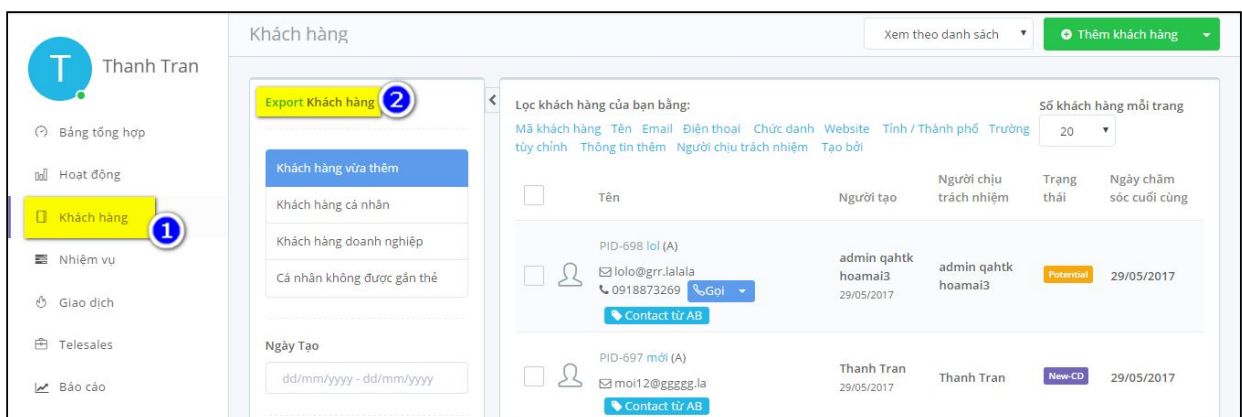 T
Thanh Tran
Bảng tổng hợp
Hoạt động
Khách hàng
1
Nhiệm vụ
Giao dịch
Telesales
Báo cáo
Khách hàng
Xem theo danh sách
Thêm khách hàng
Export Khách hàng
2
Khách hàng vừa thêm
Khách hàng cá nhân
Khách hàng doanh nghiệp
Cá nhân không được gắn thẻ
Ngày Tạo
dd/mm/yyyy - dd/mm/yyyy
Lọc khách hàng của bạn bằng:
Mã khách hàng Tên Email Điện thoại Chức danh Website Tỉnh / Thành phố Trường
tùy chỉnh Thông tin thêm Người chịu trách nhiệm Tạo bởi
Số khách hàng mỗi trang
20
Tên
Người tạo
Người chịu
trách nhiệm
Trạng
thái
Ngày chăm
sóc cuối cùng
PID-698 lol (A)
lolo@grr.lalala
0918873269 Gọi
Contact từ AB
admin qahtk
hoamai3
29/05/2017
admin qahtk
hoamai3
Potential
29/05/2017
PID-697 mới (A)
moi12@ggggg.la
Contact từ AB
Thanh Tran
29/05/2017
Thanh Tran
New-CD
29/05/2017